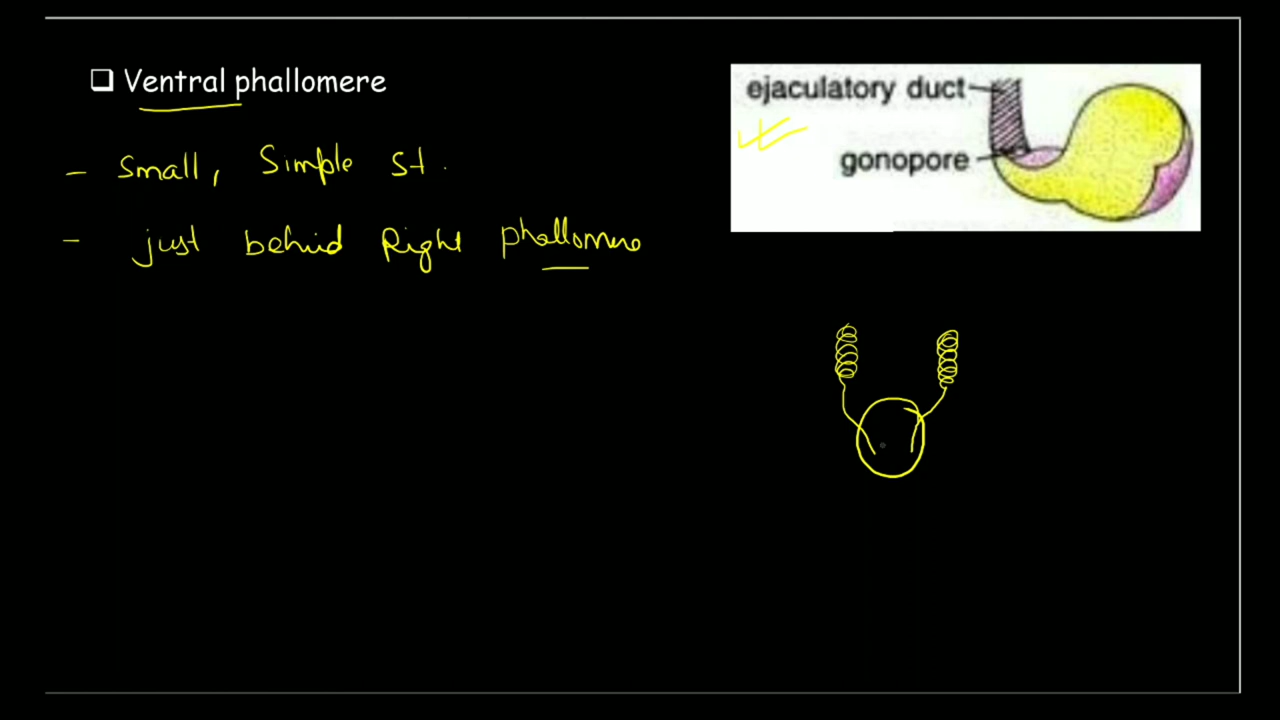 Ventral phallomere
- Small, Simple St.
- just behind Right phallomere
ejaculatory duct
gonopore